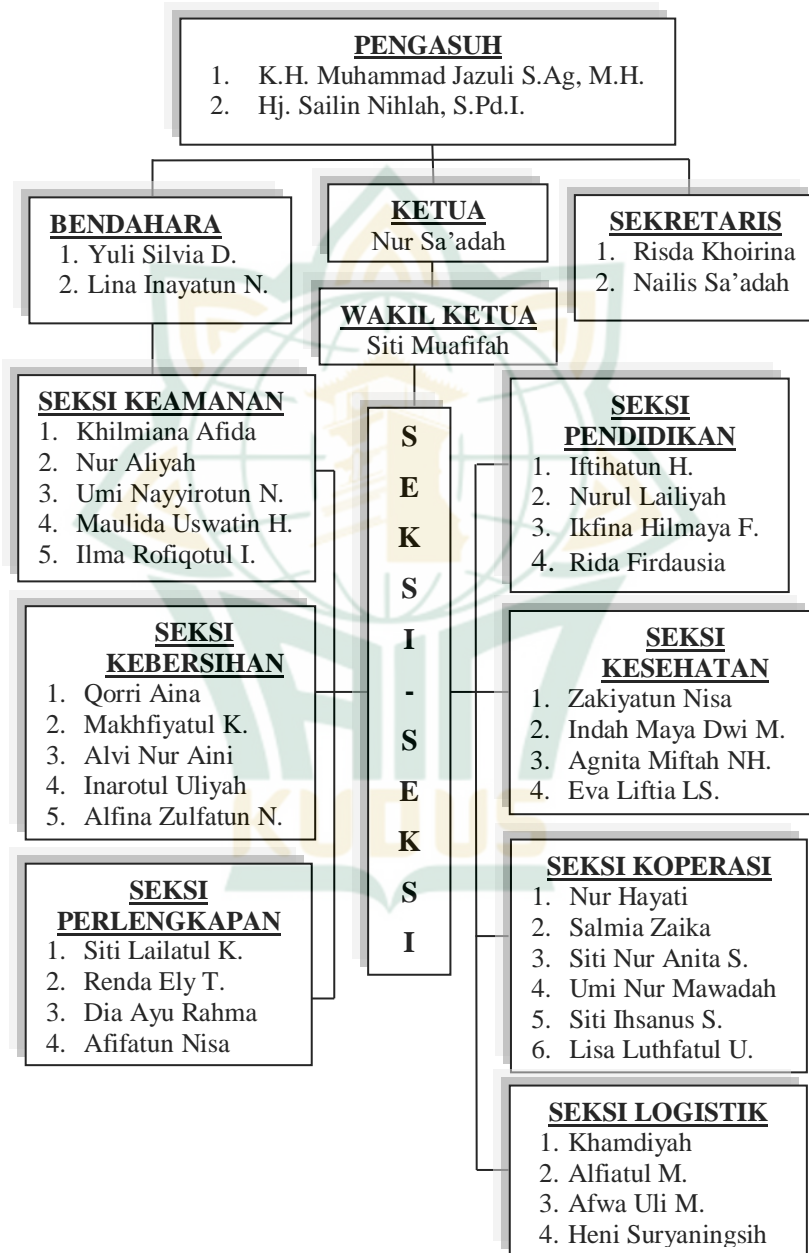 PENGASUH
1. K.H. Muhammad Jazuli S.Ag, M.H.
2. Hj. Sailin Nihlah, S.Pd.I.
BENDAHARA
1. Yuli Silvia D.
2. Lina Inayatun N.
KETUA
Nur Sa’adah
SEKRETARIS
1. Risda Khoirina
2. Nailis Sa’adah
WAKIL KETUA
Siti Muafifah
SEKSI KEAMANAN
1. Khilmiana Afida
2. Nur Aliyah
3. Umi Nayyirotun N.
4. Maulida Uswatin H.
5. Ilma Rofiqotul I.
SEKSI
KEBERSIHAN
1. Qorri Aina
2. Makhfiyatul K.
3. Alvi Nur Aini
4. Inarotul Uliyah
5. Alfina Zulfatun N.
SEKSI
PERLENGKAPAN
1. Siti Lailatul K.
2. Renda Ely T.
3. Dia Ayu Rahma
4. Afifatun Nisa
S
E
K
S
I
-
S
E
K
S
I
SEKSI
PENDIDIKAN
1. Iftihatun H.
2. Nurul Lailiyah
3. Ikfina Hilmaya F.
4. Rida Firdausia
SEKSI
KESEHATAN
1. Zakiyatun Nisa
2. Indah Maya Dwi M.
3. Agnita Miftah NH.
4. Eva Liftia LS.
SEKSI KOPERASI
1. Nur Hayati
2. Salmia Zaika
3. Siti Nur Anita S.
4. Umi Nur Mawadah
5. Siti Ihsanus S.
6. Lisa Luthfatul U.
SEKSI LOGISTIK
1. Khamdiyah
2. Alfiatul M.
3. Afwa Uli M.
4. Heni Suryaningsih
KUDUS